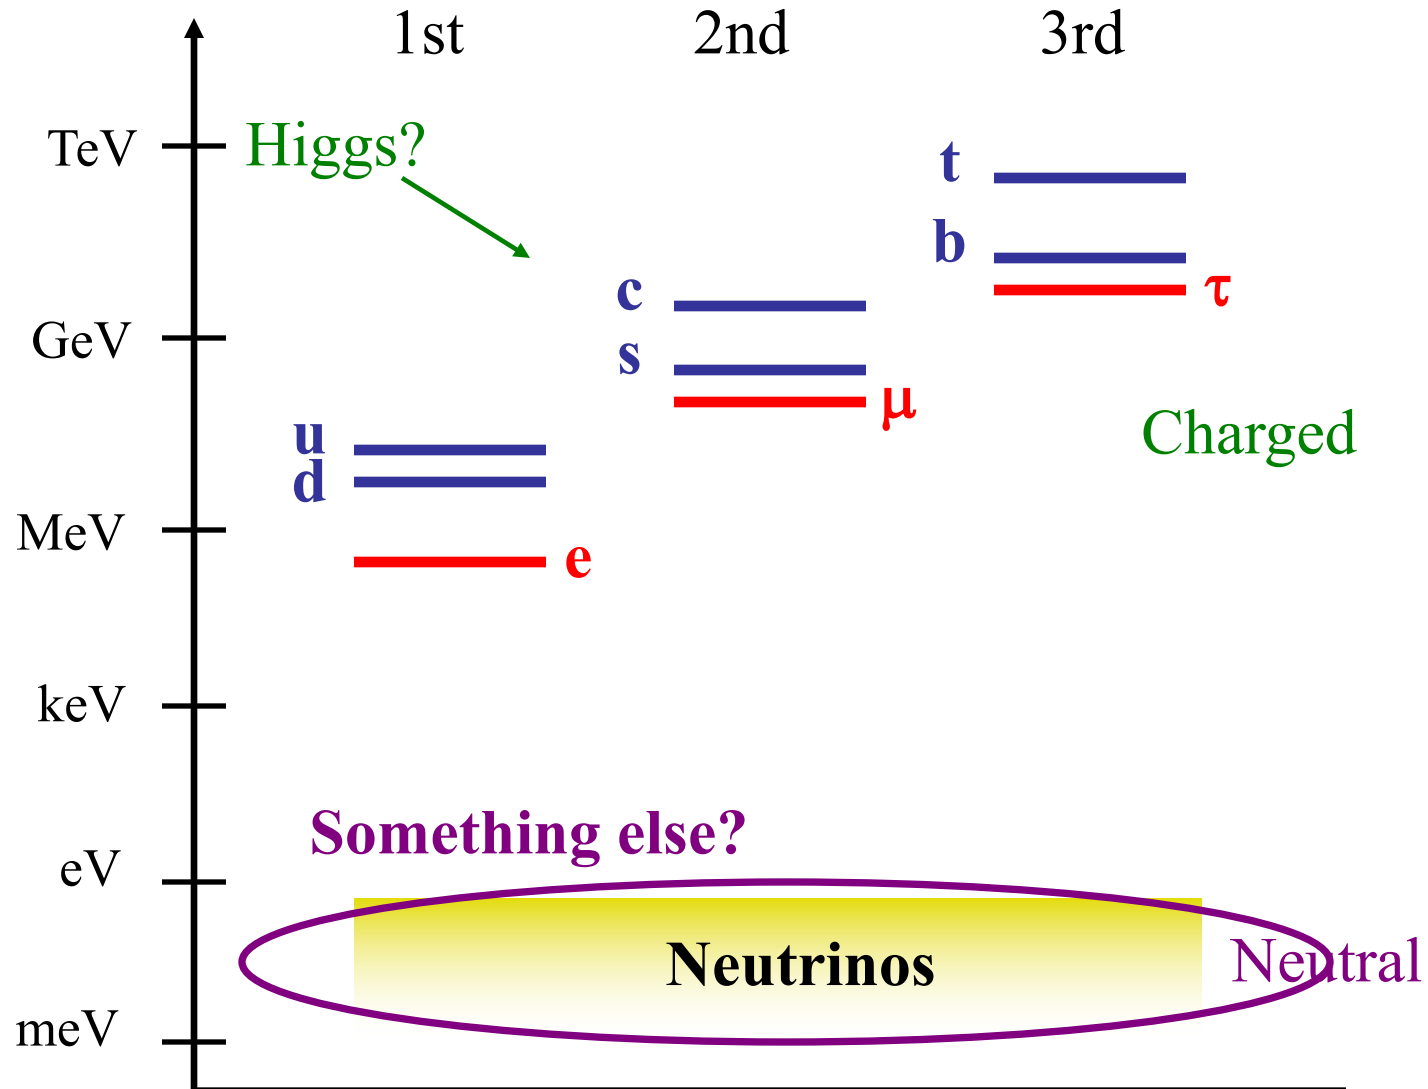 1st 2nd 3rd
TeV
Higgs?
t
b
c
τ
GeV
s
μ
u
Charged
d
MeV
e
keV
Something else?
eV
Neutrinos
Neutral
meV